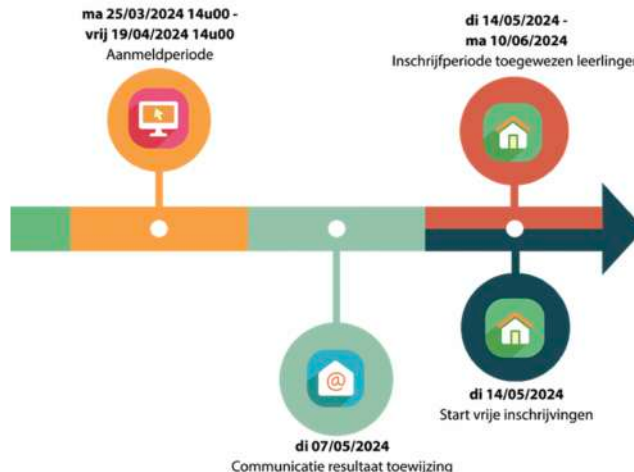 ma 25/03/2024 14u00 -
vrij 19/04/2024 14u00
Aanmeldperiode
di 14/05/2024 -
ma 10/06/2024
Inschrijfperiode toegewezen leerlingen
@
di 07/05/2024
Communicatie resultaat toewijzing
di 14/05/2024
Start vrije inschrijvingen